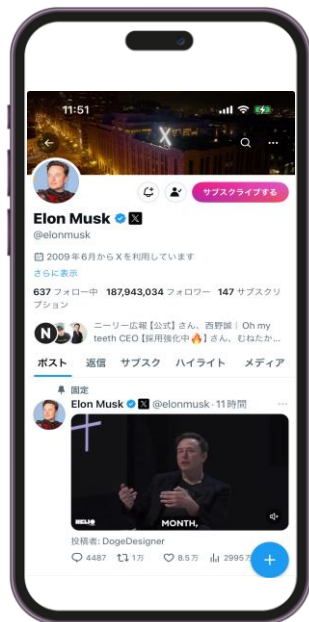 11:51
サブスクライブする
Elon Musk
@elonmusk
2009年6月からXを利用しています
さらに表示
637 フォロー中 187,943,034 フォロワー 147 サブスクリ
プション
N
ニーリー広報【公式】さん、西野誠｜Oh my
teeth CEO【採用強化中🔥】さん、むねたか...
ポスト 返信 サブスク ハイライト メディア
固定
Elon Musk @elonmusk · 11時間
HELIO
MONTH,
投稿者: DogeDesigner
4487 1万 8.5万 2995万